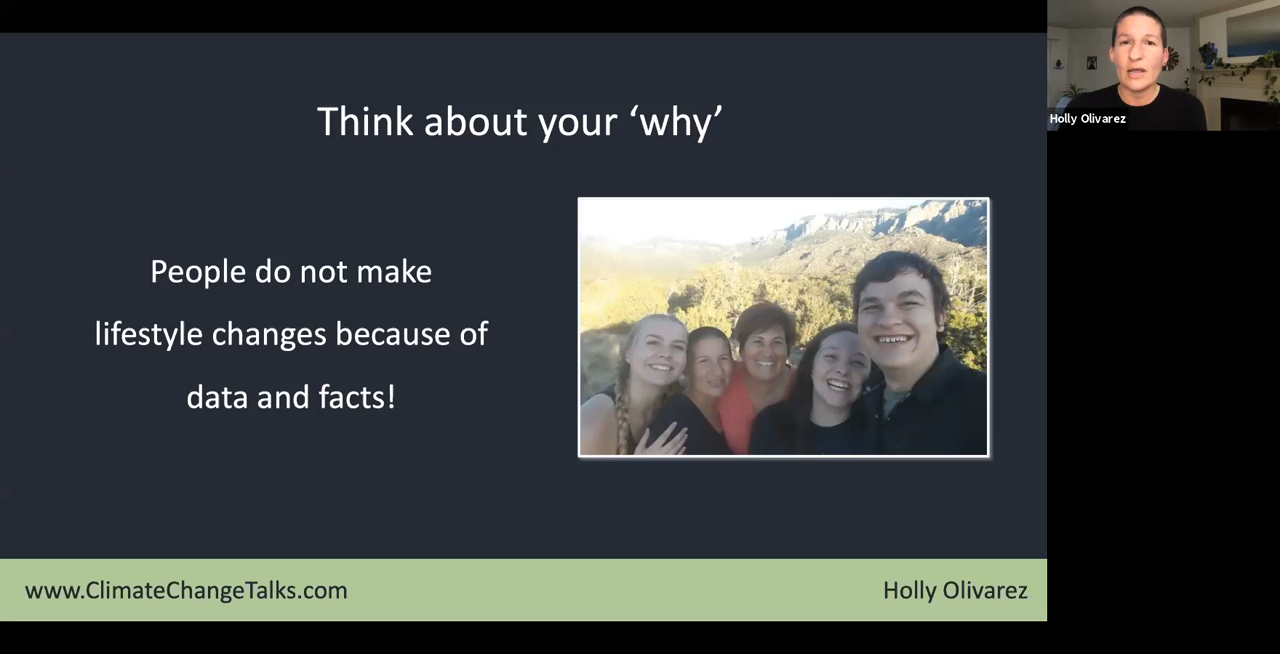 Think about your ‘why’
People do not make
lifestyle changes because of
data and facts!
www.ClimateChangeTalks.com
Holly Olivarez
Holly Olivarez